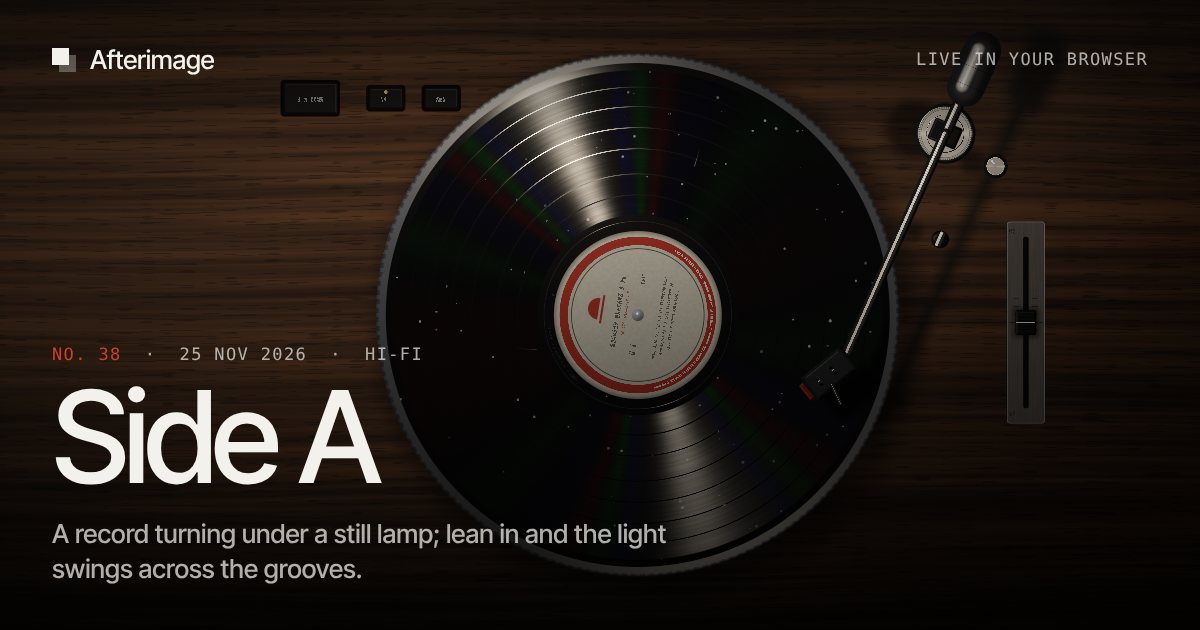 Afterimage
LIVE IN YOUR BROWSER
NO. 38 · 25 NOV 2026 · HI-FI
Side A
A record turning under a still lamp; lean in and the light
swings across the grooves.